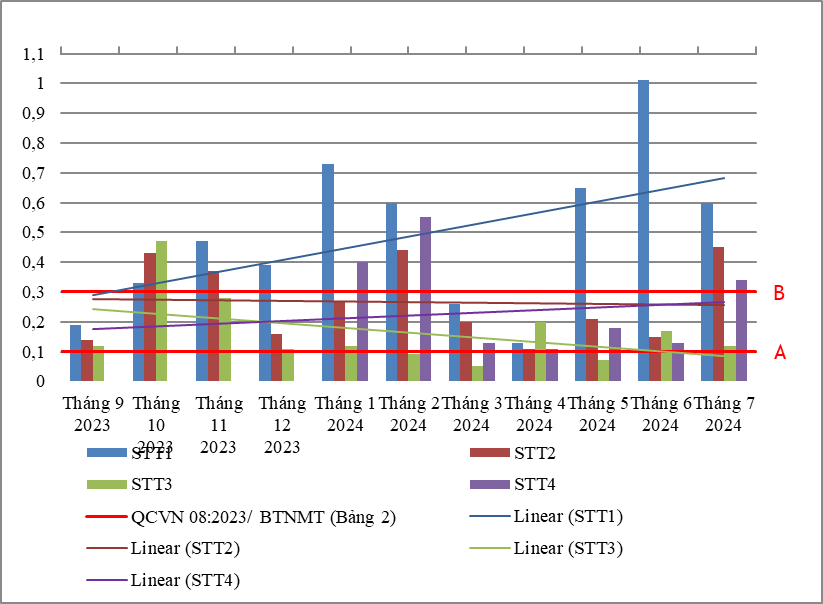 1,1
1
0,9
0,8
0,7
0,6
0,5
0,4
0,3
0,2
0,1
0
B
A
Tháng 9 2023
Tháng 10 2023
Tháng 11 2023
Tháng 12 2023
Tháng 1 2024
Tháng 2 2024
Tháng 3 2024
Tháng 4 2024
Tháng 5 2024
Tháng 6 2024
Tháng 7 2024
STT1
STT2
STT3
STT4
QCVN 08:2023/ BTNMT (Bảng 2)
Linear (STT1)
Linear (STT2)
Linear (STT3)
Linear (STT4)